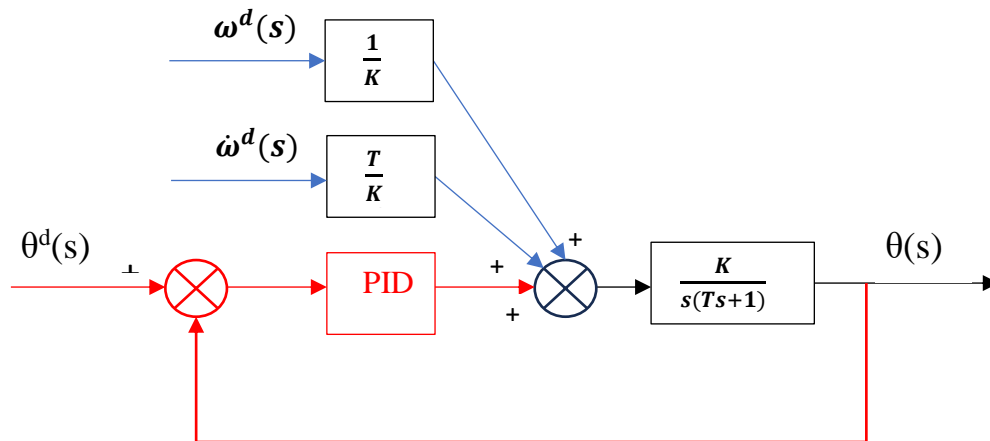 ω^d(s)
1
K
ω̇^d(s)
T
K
θ^d(s)
+
PID
+
+
+
K
s(Ts+1)
θ(s)